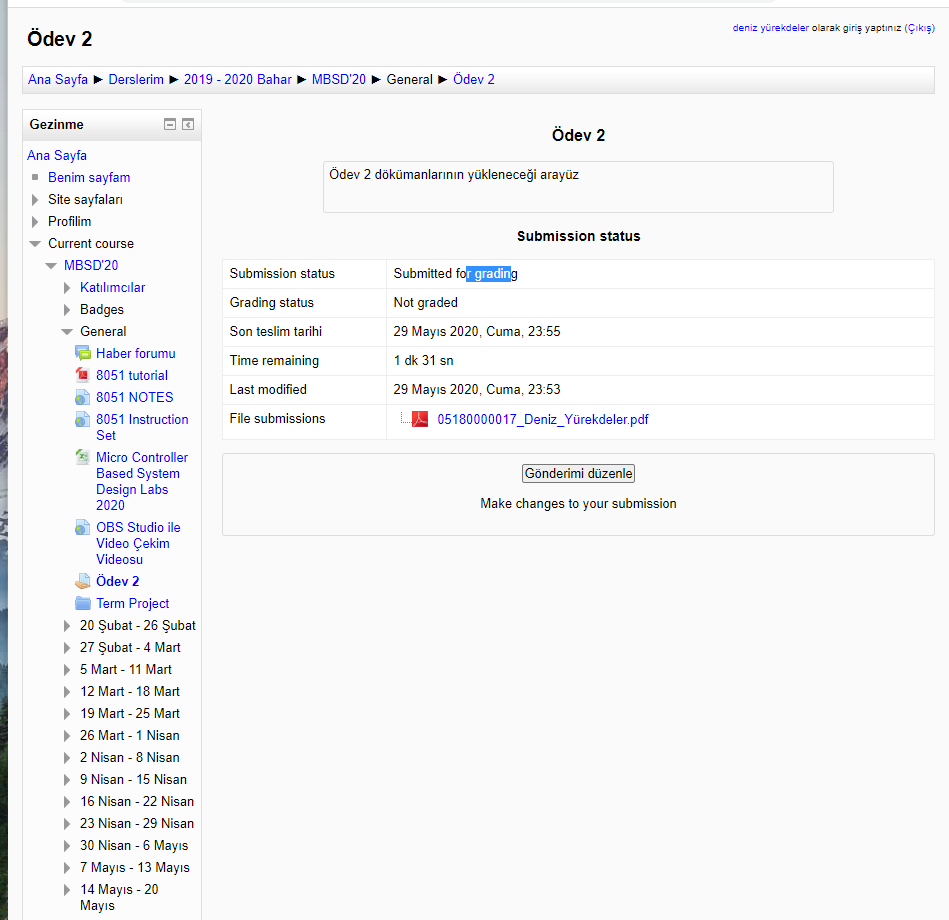 Ödev 2
deniz yürekdeler olarak giriş yaptınız (Çıkış)
Ana Sayfa ► Derslerim ► 2019 - 2020 Bahar ► MBSD'20 ► General ► Ödev 2
Gezinme
Ana Sayfa
Benim sayfam
Site sayfaları
Profilim
Current course
MBSD'20
Katılımcılar
Badges
General
Haber forumu
8051 tutorial
8051 NOTES
8051 Instruction
Set
Micro Controller
Based System
Design Labs
2020
OBS Studio ile
Video Çekim
Videosu
Ödev 2
Term Project
20 Şubat - 26 Şubat
27 Şubat - 4 Mart
5 Mart - 11 Mart
12 Mart - 18 Mart
19 Mart - 25 Mart
26 Mart - 1 Nisan
2 Nisan - 8 Nisan
9 Nisan - 15 Nisan
16 Nisan - 22 Nisan
23 Nisan - 29 Nisan
30 Nisan - 6 Mayıs
7 Mayıs - 13 Mayıs
14 Mayıs - 20
Mayıs
Ödev 2
Ödev 2 dökümanlarının yükleneceği arayüz
Submission status
Submission status Submitted for grading
Grading status Not graded
Son teslim tarihi 29 Mayıs 2020, Cuma, 23:55
Time remaining 1 dk 31 sn
Last modified 29 Mayıs 2020, Cuma, 23:53
File submissions 05180000017_Deniz_Yürekdeler.pdf
Gönderimi düzenle
Make changes to your submission